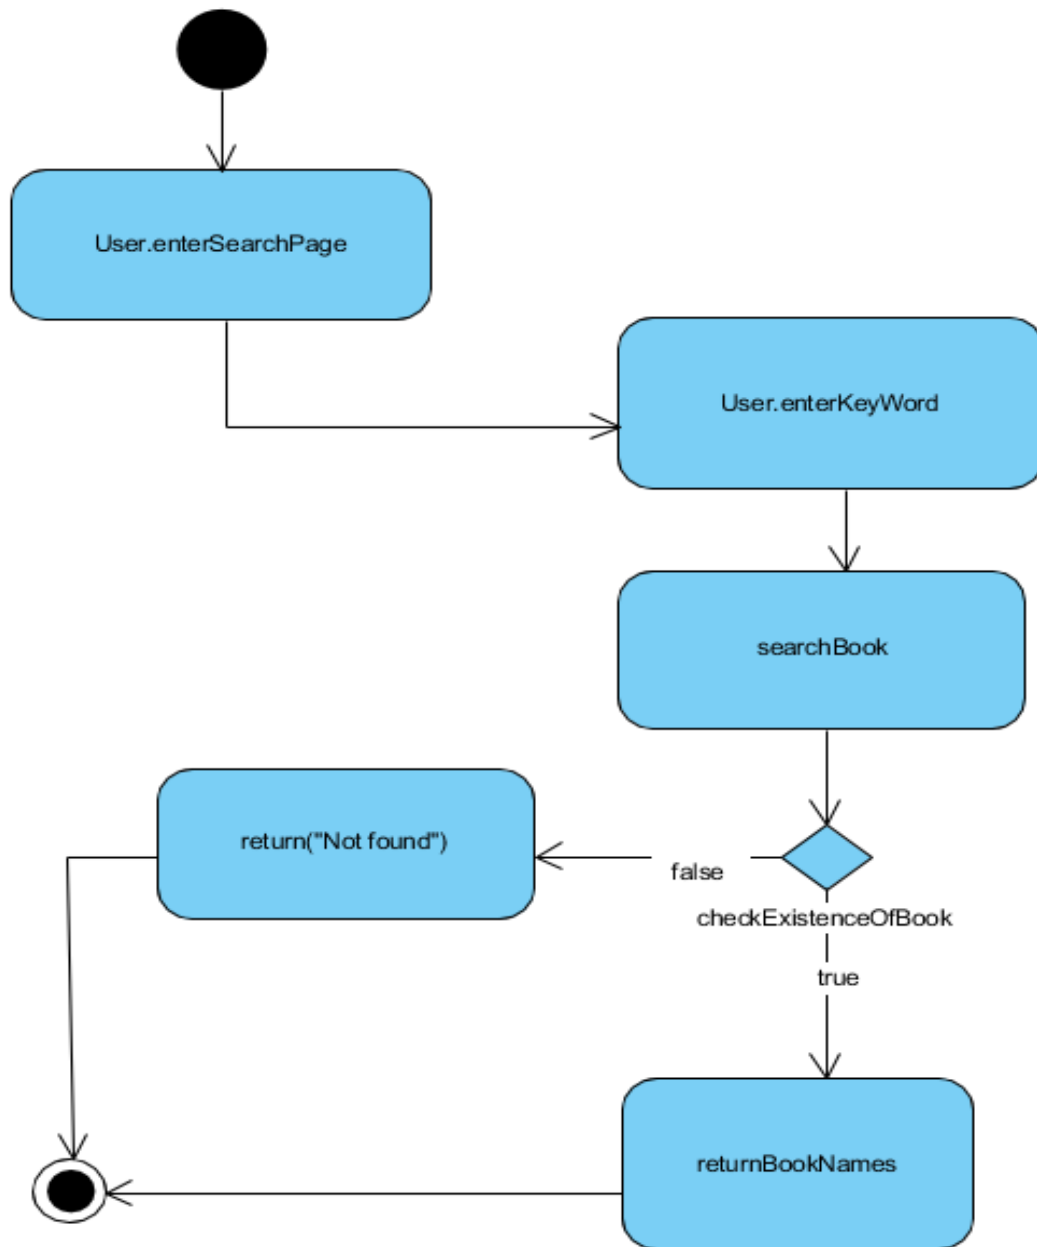 User.enterSearchPage
User.enterKeyWord
searchBook
return("Not found")
false
checkExistenceOfBook
true
returnBookNames